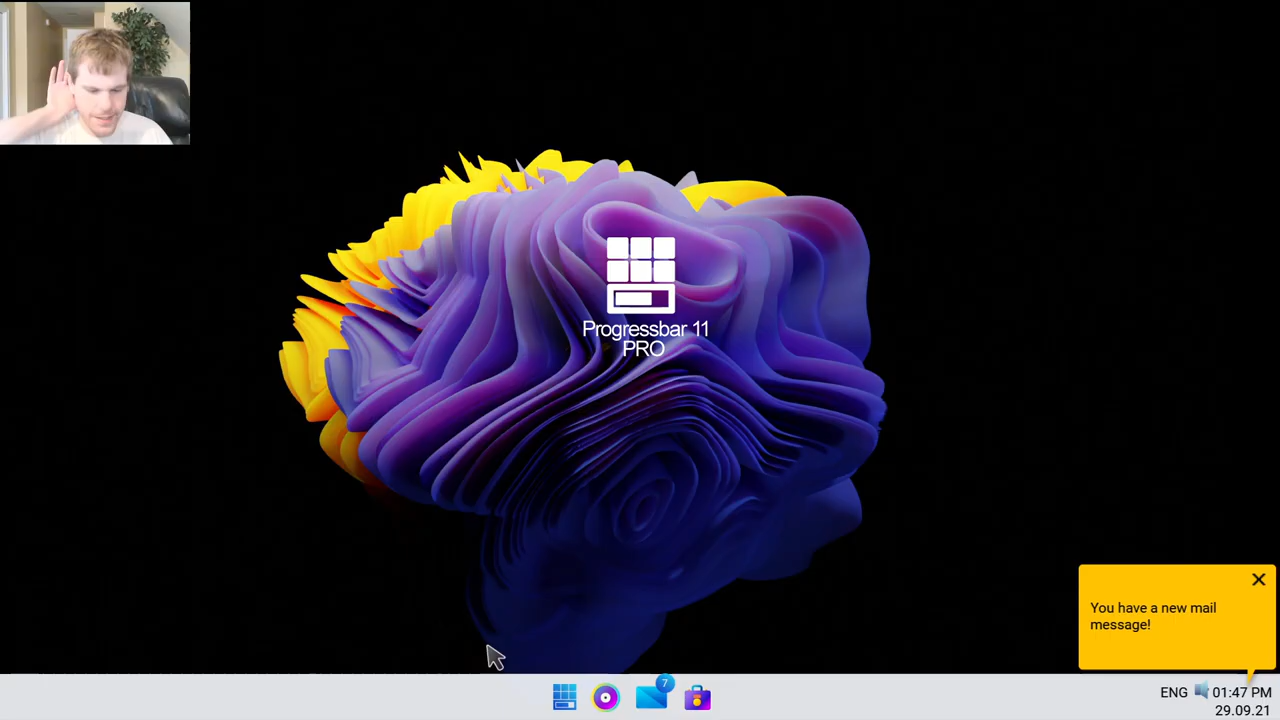 Progressbar 11
PRO
You have a new mail
message!
7
ENG 01:47 PM
29.09.21